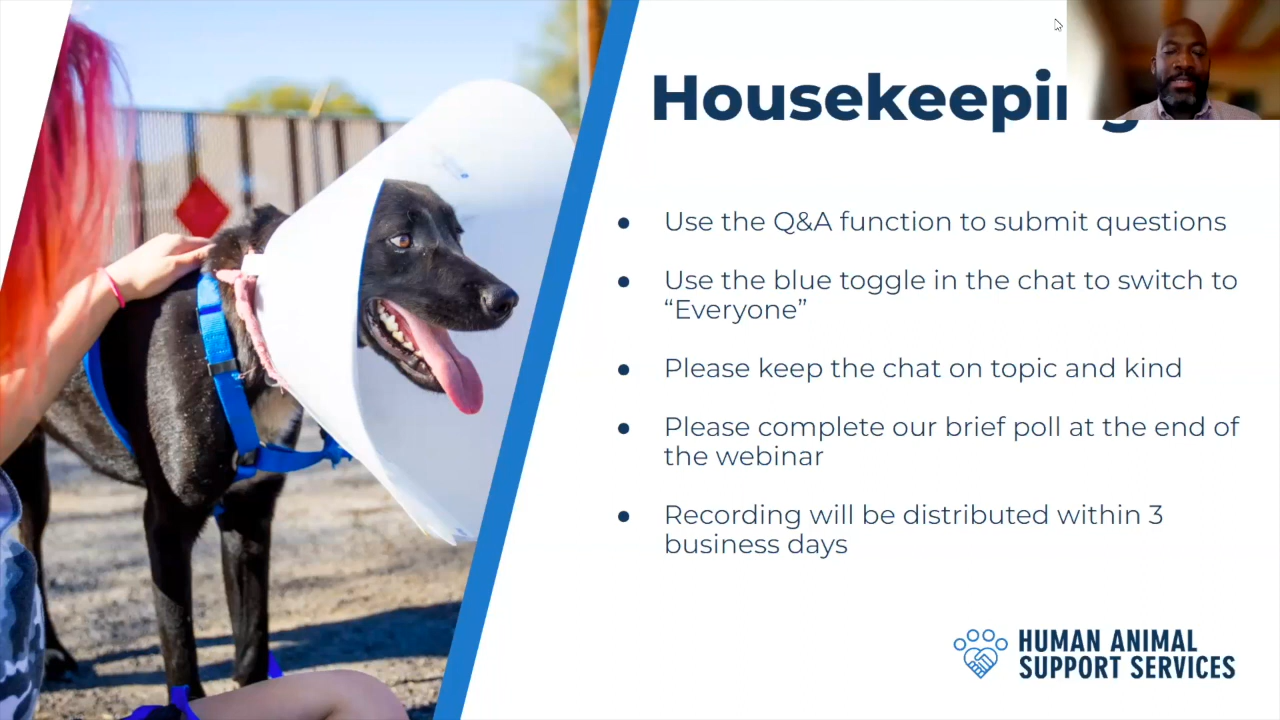 Housekeeping
● Use the Q&A function to submit questions
● Use the blue toggle in the chat to switch to
“Everyone”
● Please keep the chat on topic and kind
● Please complete our brief poll at the end of
the webinar
● Recording will be distributed within 3
business days
HUMAN ANIMAL
SUPPORT SERVICES